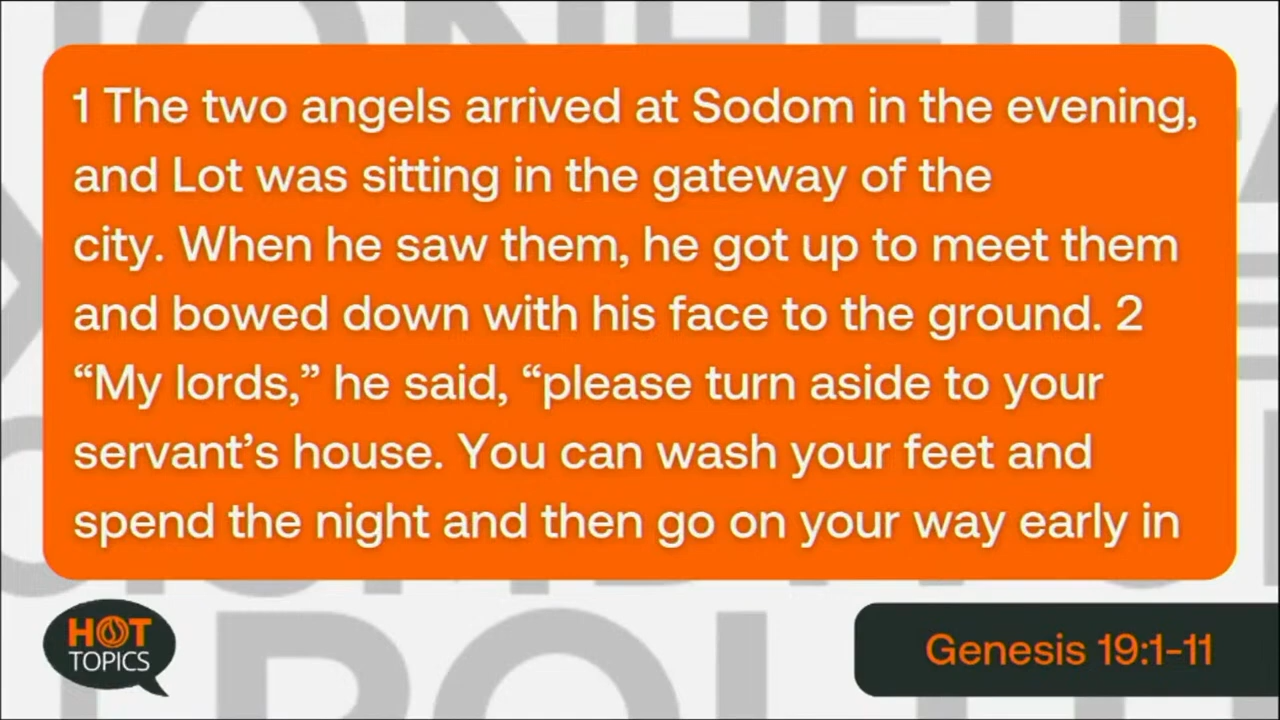 1 The two angels arrived at Sodom in the evening,
and Lot was sitting in the gateway of the
city. When he saw them, he got up to meet them
and bowed down with his face to the ground. 2
“My lords,” he said, “please turn aside to your
servant’s house. You can wash your feet and
spend the night and then go on your way early in
HOT
TOPICS
Genesis 19:1-11